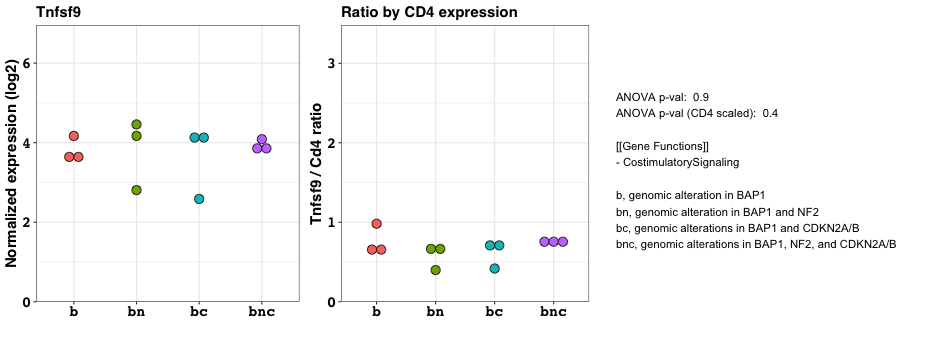 Tnfsf9
Normalized expression (log2)
6
4
2
0
b
bn
bc
bnc
Ratio by CD4 expression
Tnfsf9 / Cd4 ratio
3
2
1
0
b
bn
bc
bnc
ANOVA p-val:  0.9
ANOVA p-val (CD4 scaled):  0.4
[[Gene Functions]]
- CostimulatorySignaling
b, genomic alteration in BAP1
bn, genomic alteration in BAP1 and NF2
bc, genomic alterations in BAP1 and CDKN2A/B
bnc, genomic alterations in BAP1, NF2, and CDKN2A/B